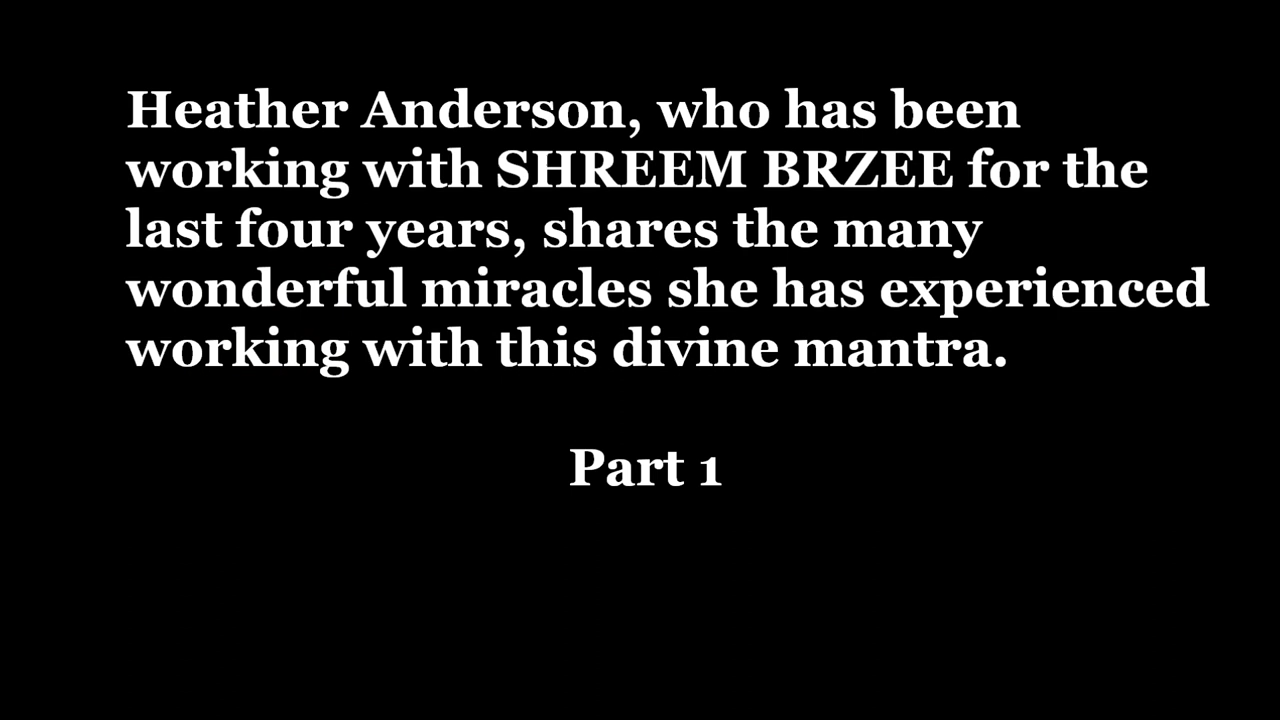 Heather Anderson, who has been
working with SHREEM BRZEE for the
last four years, shares the many
wonderful miracles she has experienced
working with this divine mantra.
Part 1